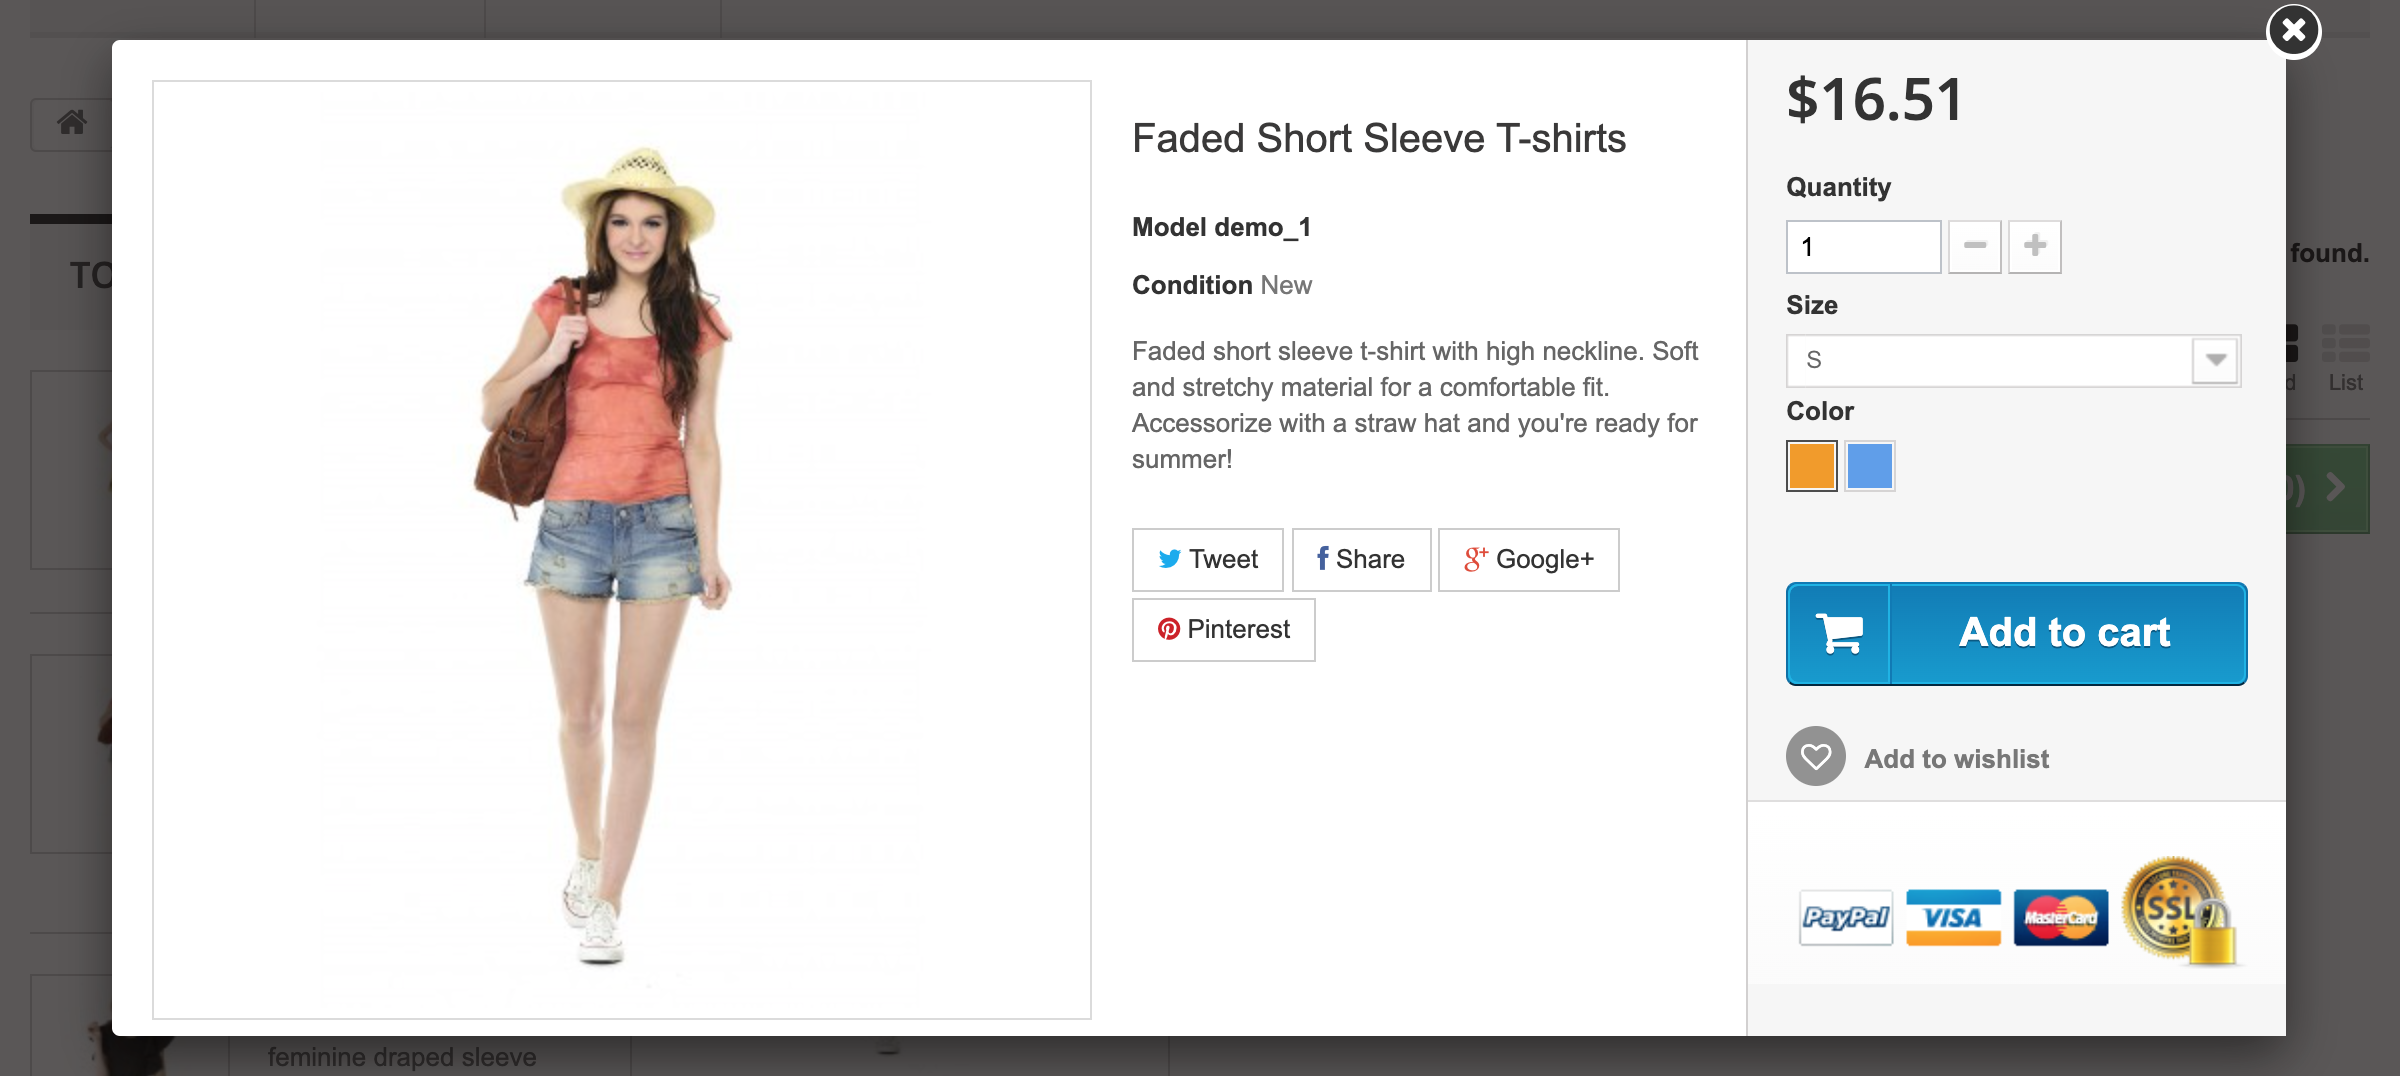 TO
found.
d
List
0)
feminine draped sleeve
Faded Short Sleeve T-shirts
Model demo_1
Condition New
Faded short sleeve t-shirt with high neckline. Soft
and stretchy material for a comfortable fit.
Accessorize with a straw hat and you're ready for
summer!
Tweet
Share
Google+
Pinterest
$16.51
Quantity
1
Size
S
Color
Add to cart
Add to wishlist
PayPal
VISA
MasterCard
SSL